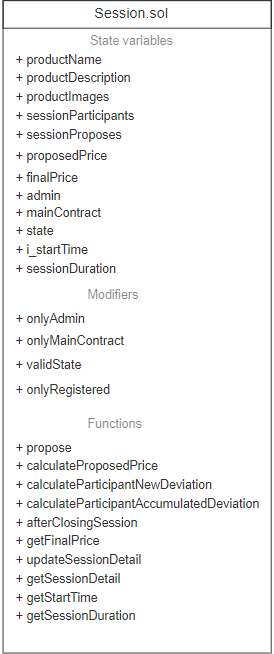 Session.sol
State variables
+ productName
+ productDescription
+ productImages
+ sessionParticipants
+ sessionProposes
+ proposedPrice
+ finalPrice
+ admin
+ mainContract
+ state
+ i_startTime
+ sessionDuration
Modifiers
+ onlyAdmin
+ onlyMainContract
+ validState
+ onlyRegistered
Functions
+ propose
+ calculateProposedPrice
+ calculateParticipantNewDeviation
+ calculateParticipantAccumulatedDeviation
+ afterClosingSession
+ getFinalPrice
+ updateSessionDetail
+ getSessionDetail
+ getStartTime
+ getSessionDuration